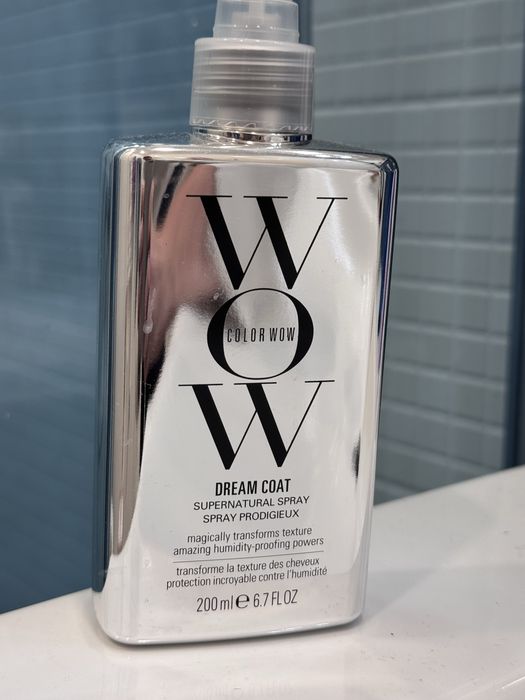 W
O
COLOR WOW
W
DREAM COAT
SUPERNATURAL SPRAY
SPRAY PRODIGIEUX
magically transforms texture
amazing humidity-proofing powers
transforme la texture des cheveux
protection incroyable contre l'humidité
200 ml ℮ 6.7 FL OZ